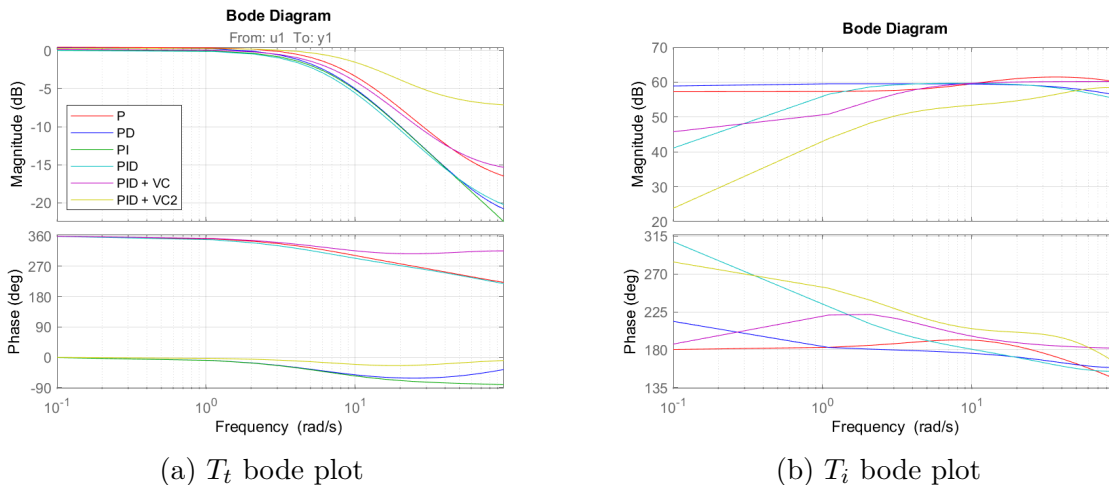 Bode Diagram
From: u1 To: y1
Magnitude (dB)
0
-5
-10
-15
-20
P
PD
PI
PID
PID + VC
PID + VC2
Phase (deg)
360
270
180
90
0
-90
10^-1
10^0
10^1
Frequency (rad/s)
(a) T_t bode plot
Bode Diagram
Magnitude (dB)
70
60
50
40
30
20
Phase (deg)
315
270
225
180
135
10^-1
10^0
10^1
Frequency (rad/s)
(b) T_i bode plot